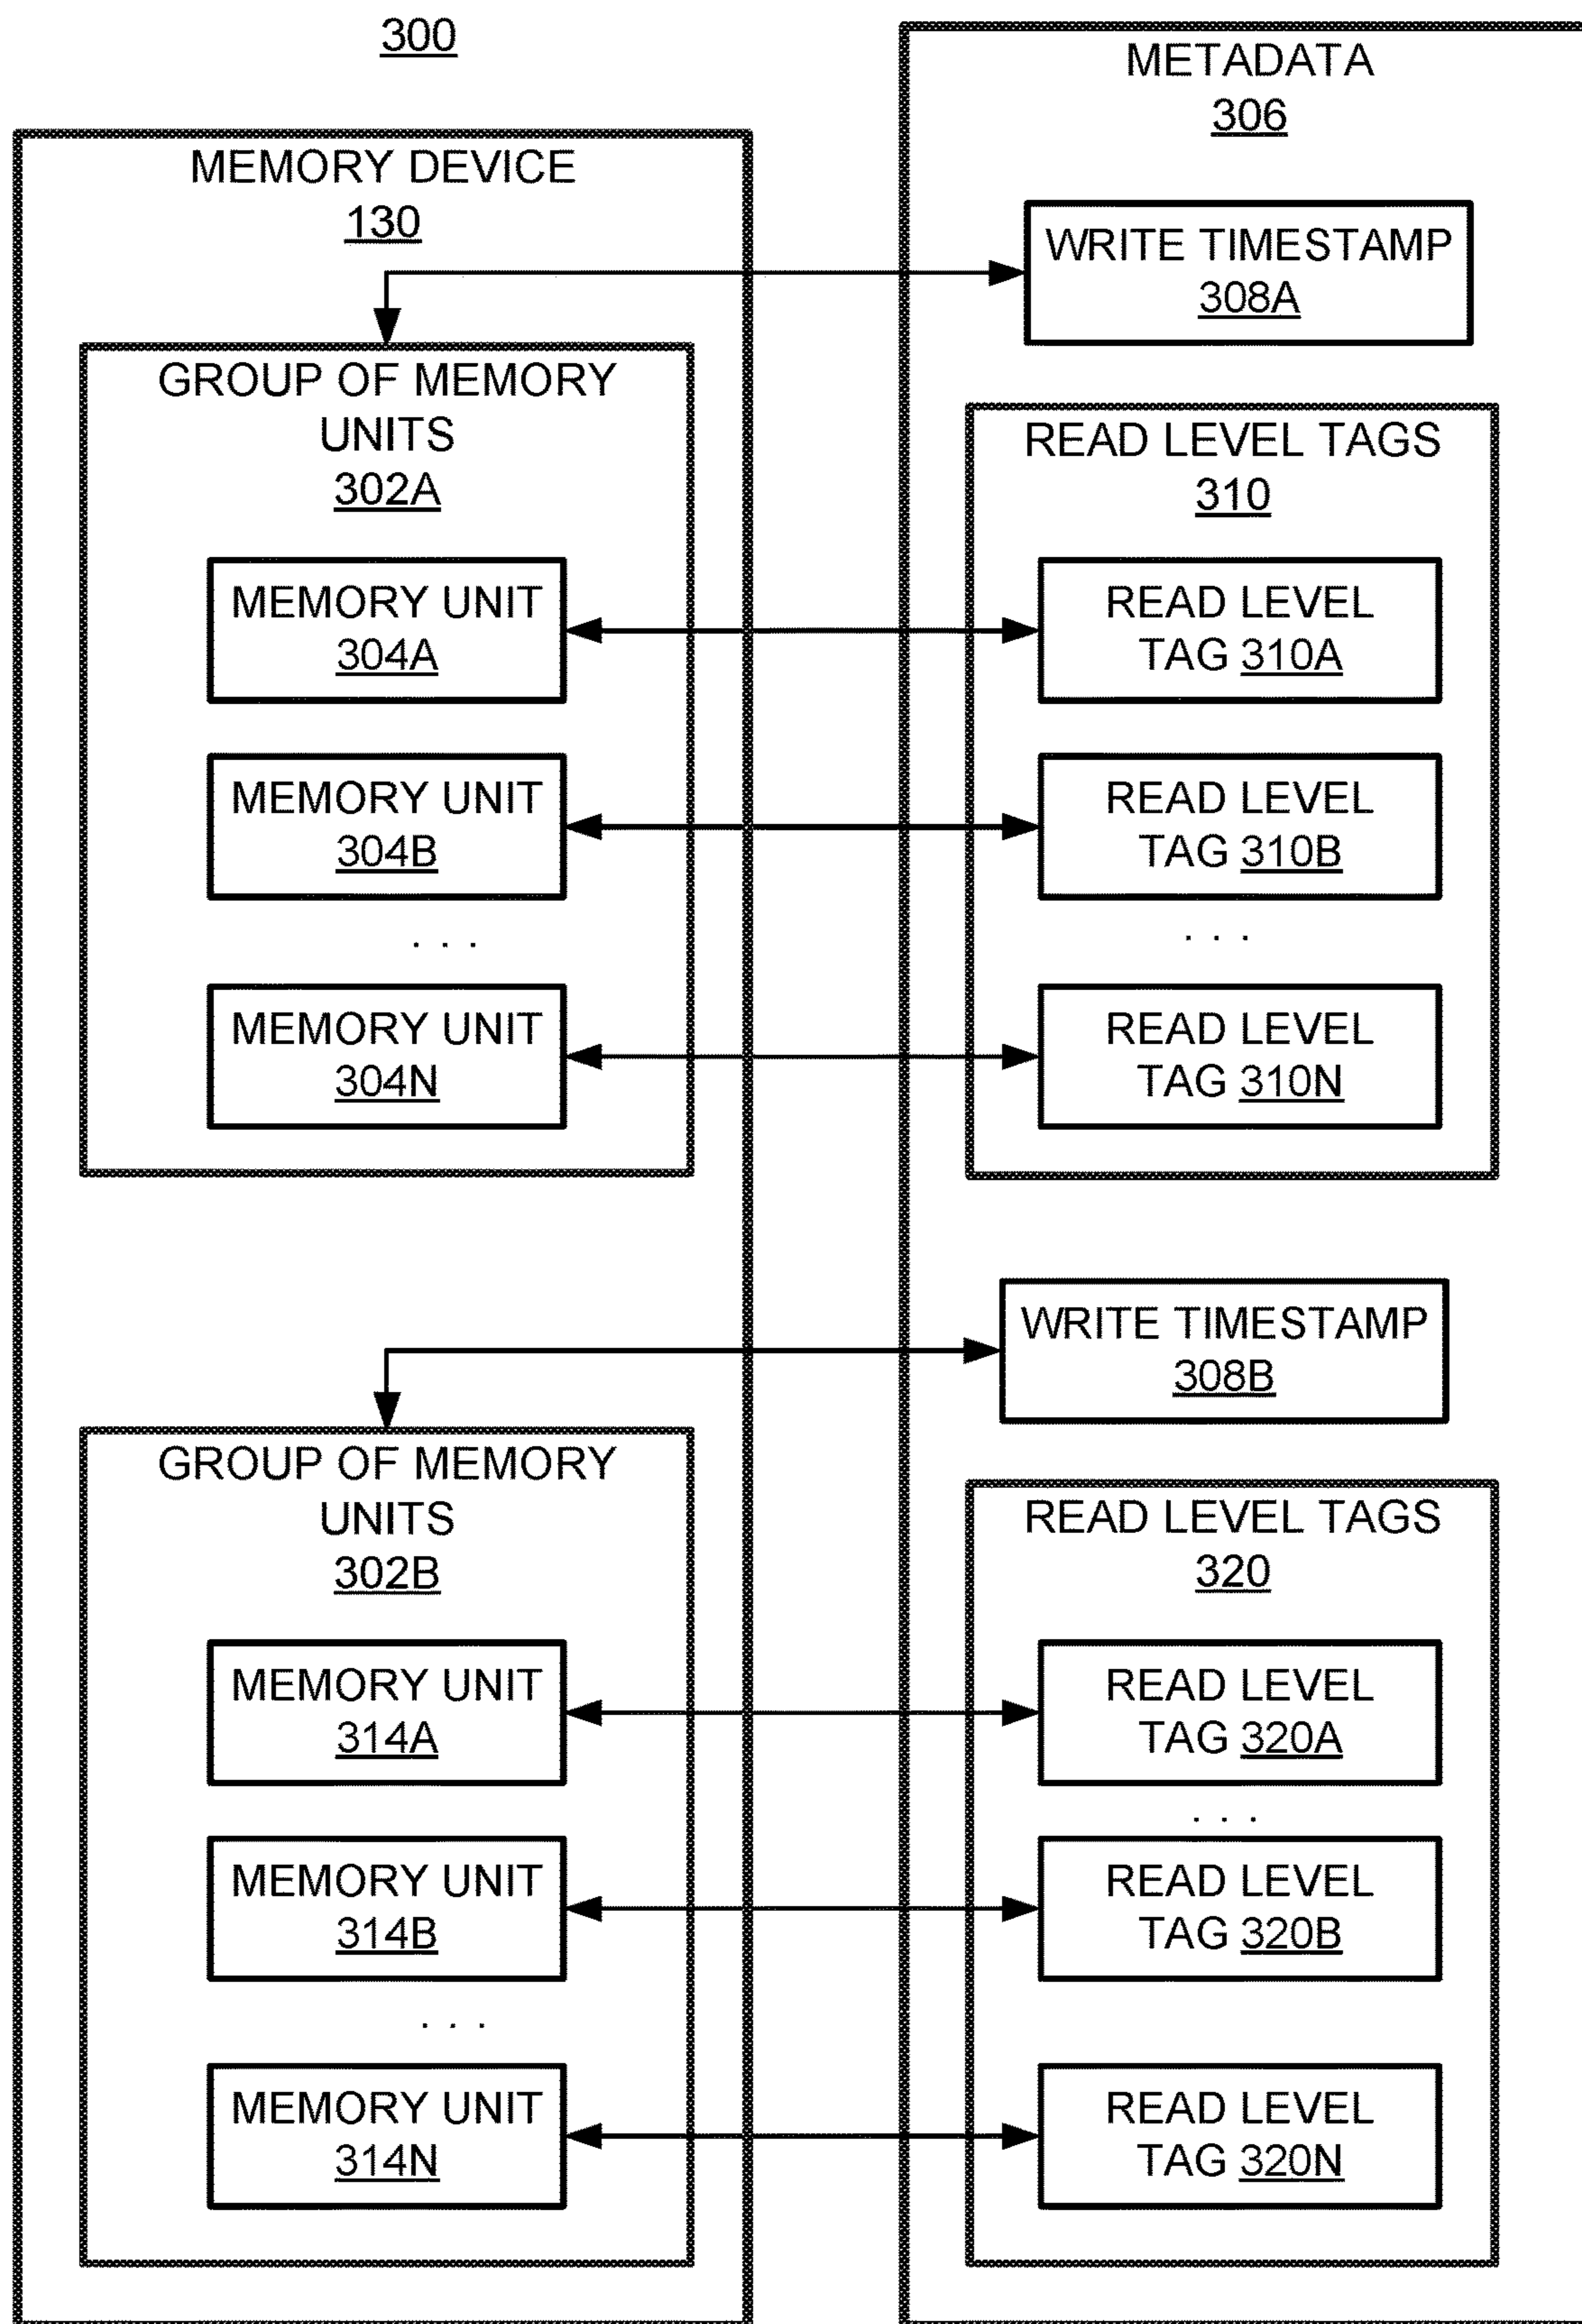 300
MEMORY DEVICE
130
GROUP OF MEMORY
UNITS
302A
MEMORY UNIT
304A
MEMORY UNIT
304B
. . .
MEMORY UNIT
304N
GROUP OF MEMORY
UNITS
302B
MEMORY UNIT
314A
MEMORY UNIT
314B
. . .
MEMORY UNIT
314N
METADATA
306
WRITE TIMESTAMP
308A
READ LEVEL TAGS
310
READ LEVEL
TAG 310A
READ LEVEL
TAG 310B
. . .
READ LEVEL
TAG 310N
WRITE TIMESTAMP
308B
READ LEVEL TAGS
320
READ LEVEL
TAG 320A
. . .
READ LEVEL
TAG 320B
READ LEVEL
TAG 320N